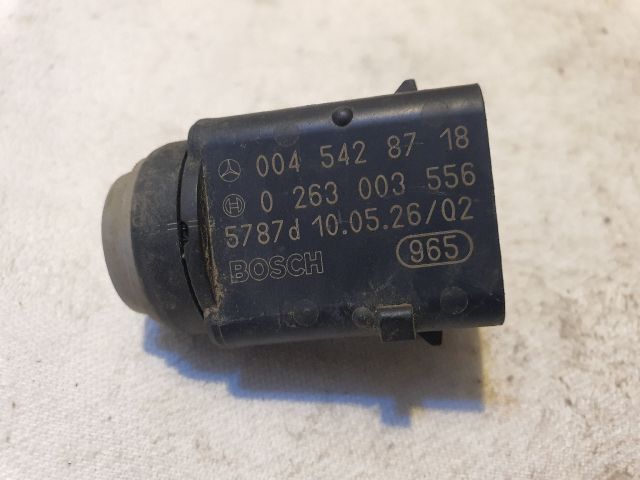 004 542 87 18
0 263 003 556
5787d 10.05.26/02
BOSCH 965